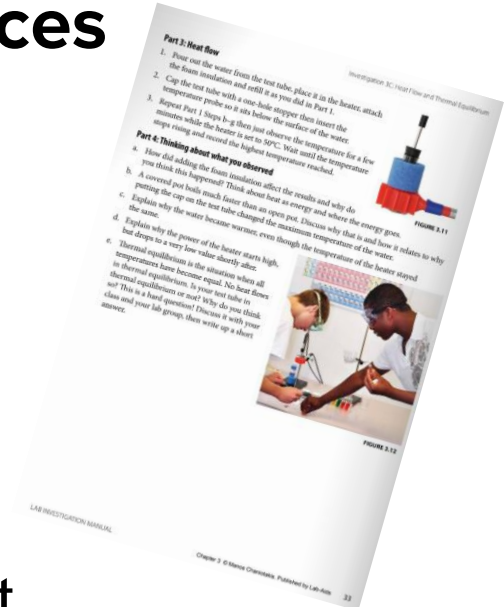 ces
Investigation 3C: Heat Flow and Thermal Equilibrium
Part 3: Heat flow
1. Pour out the water from the test tube, place it in the heater, attach
the foam insulation and refill it as you did in Part 1.
2. Cap the test tube with a one-hole stopper then insert the
temperature probe so it sits below the surface of the water.
3. Repeat Part 1 Steps b–g then just observe the temperature for a few
minutes while the heater is set to 50°C. Wait until the temperature
stops rising and record the highest temperature reached.
FIGURE 3.11
Part 4: Thinking about what you observed
a. How did adding the foam insulation affect the results and why do
you think this happened? Think about heat as energy and where the energy goes.
b. A covered pot boils much faster than an open pot. Discuss why that is and how it relates to why
putting the cap on the test tube changed the maximum temperature of the water.
c. Explain why the water became warmer, even though the temperature of the heater stayed
the same.
d. Explain why the power of the heater starts high,
but drops to a very low value shortly after.
e. Thermal equilibrium is the situation when all
temperatures have become equal. No heat flows
in thermal equilibrium. Is your test tube in
thermal equilibrium or not? Why do you think
so? This is a hard question! Discuss it with your
class and your lab group, then write up a short
answer.
FIGURE 3.12
LAB INVESTIGATION MANUAL
Chapter 3 © Manos Chaniotakis. Published by Lab-Aids
33
t